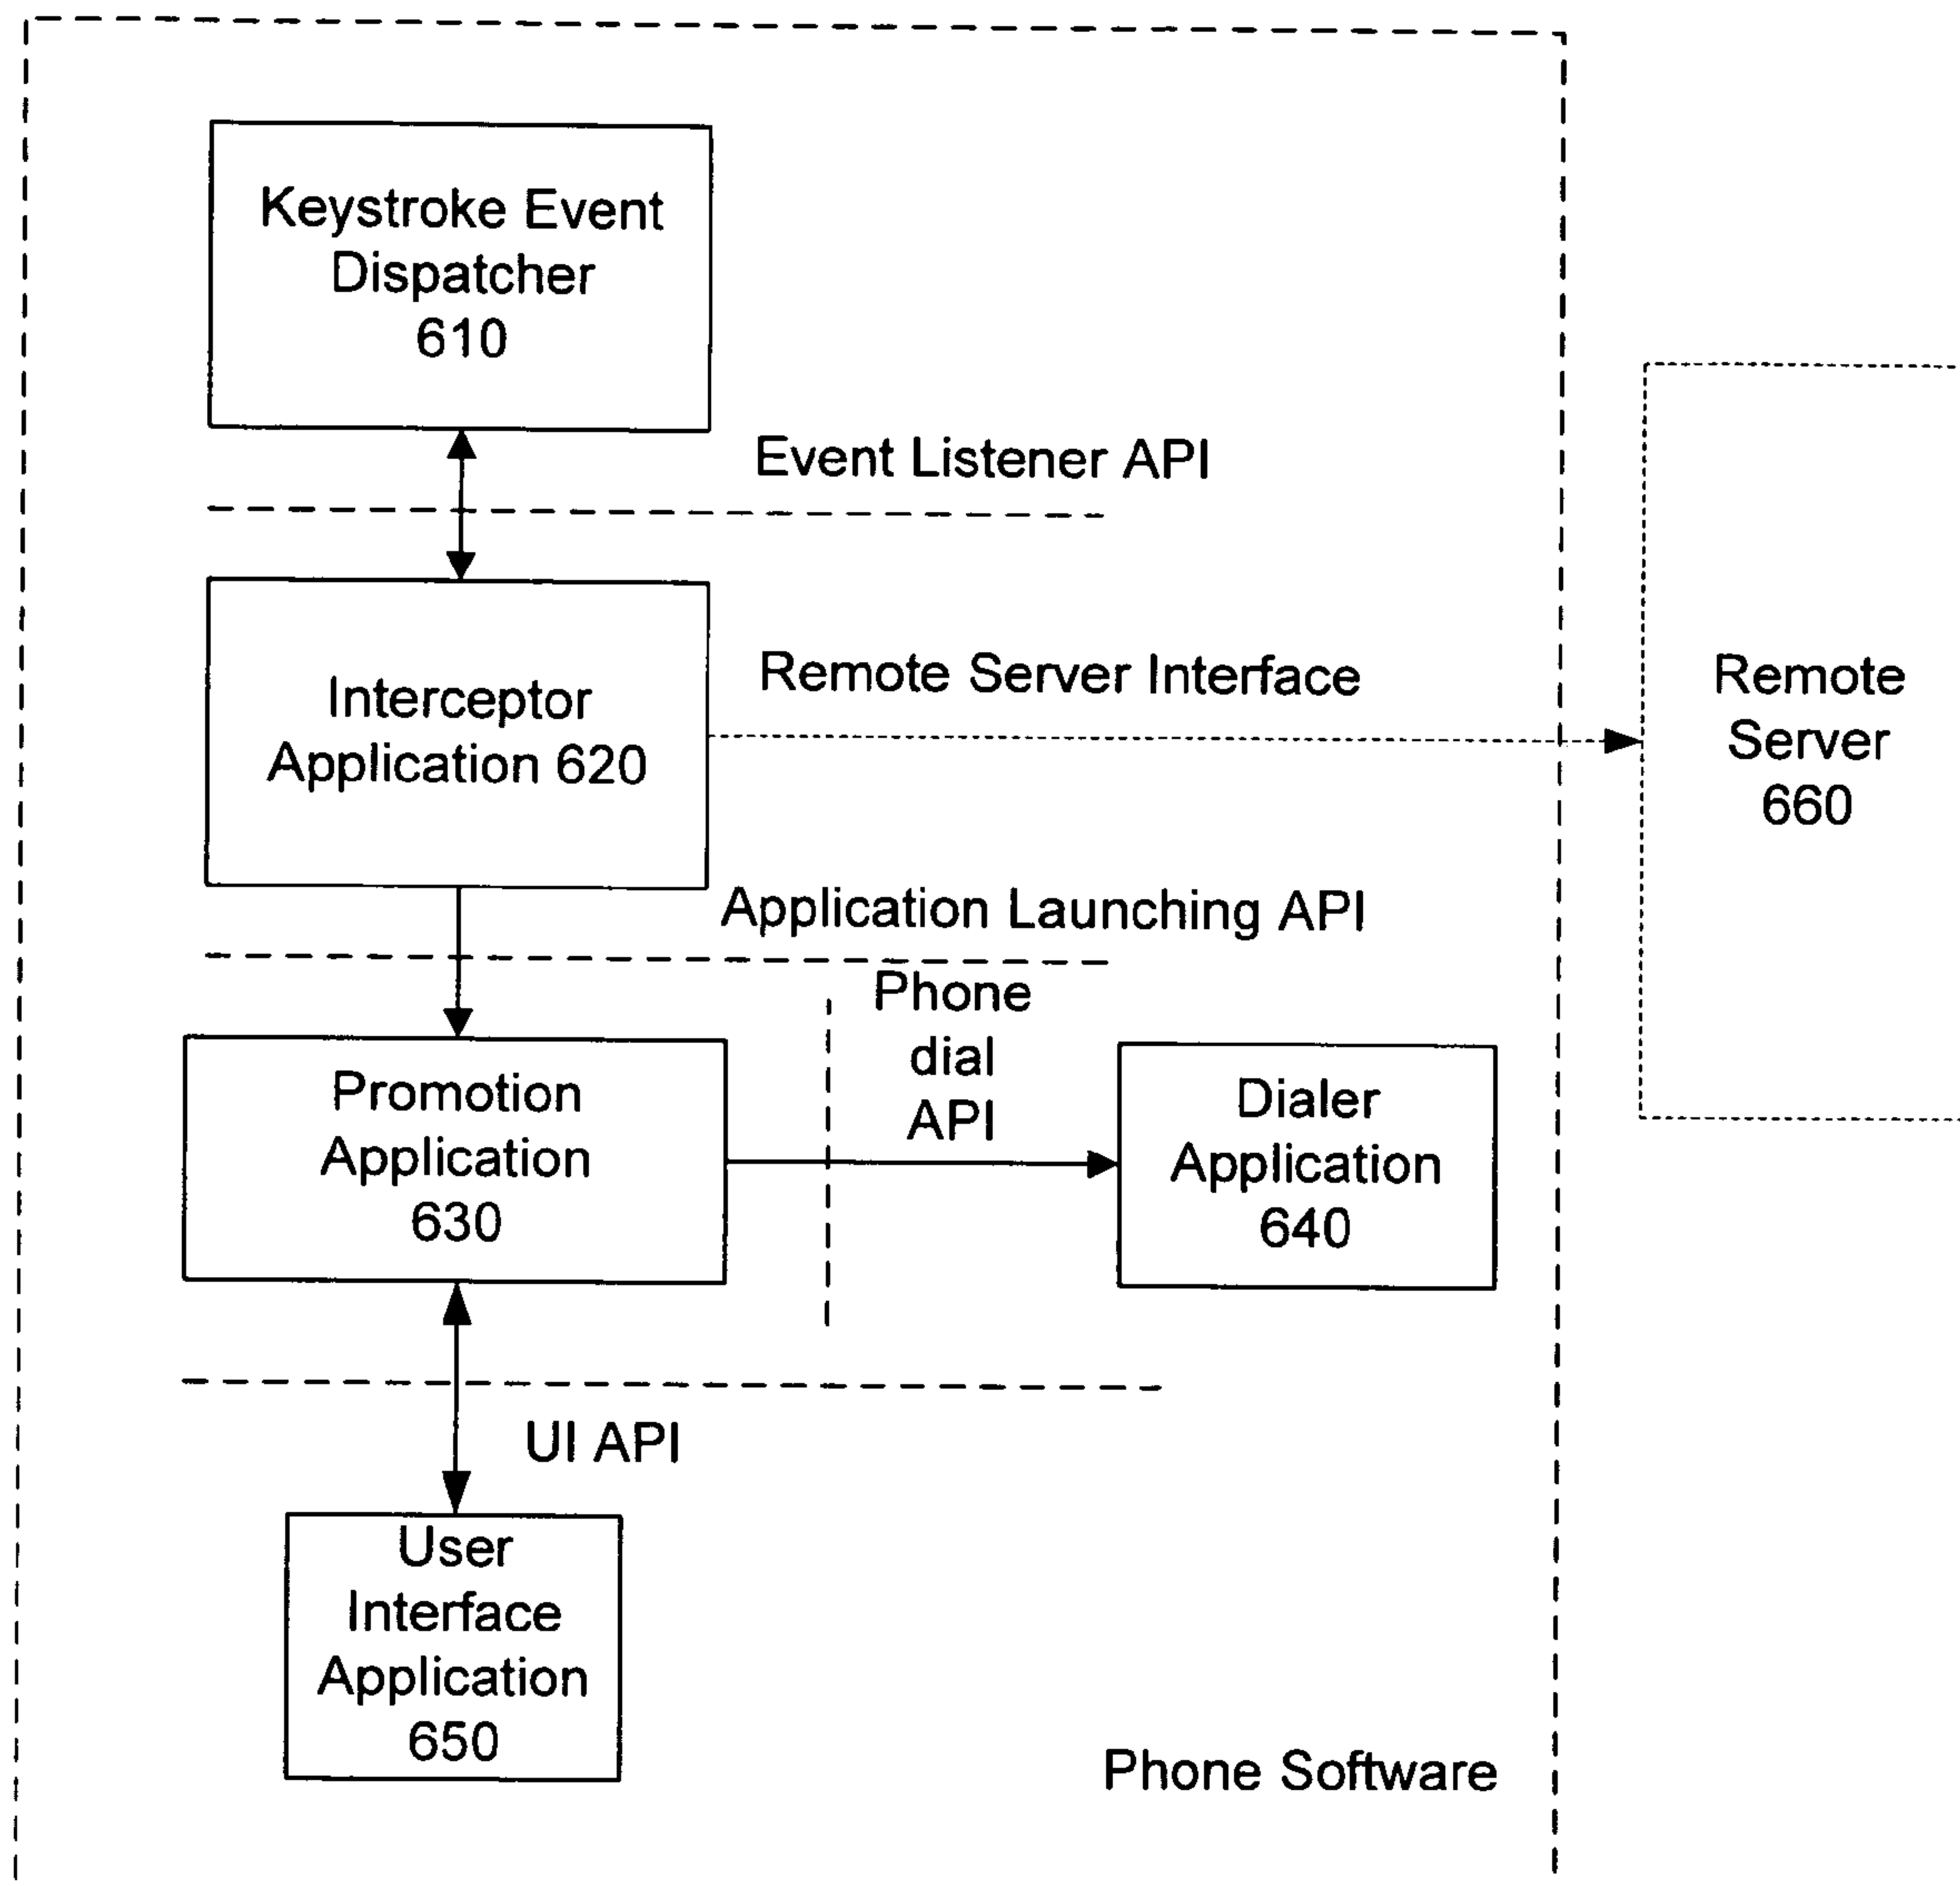 Keystroke Event
Dispatcher
610
Event Listener API
Interceptor
Application 620
Remote Server Interface
Remote
Server
660
Application Launching API
Phone
dial
API
Promotion
Application
630
Dialer
Application
640
UI API
User
Interface
Application
650
Phone Software